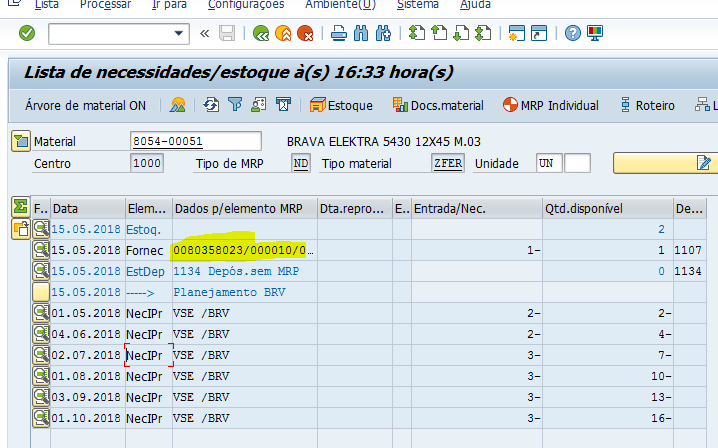 Lista Processar Ir para Configurações Ambiente(U) Sistema Ajuda
Lista de necessidades/estoque à(s) 16:33 hora(s)
Árvore de material ON Estoque Docs.material MRP Individual Roteiro L
Material 8054-00051 BRAVA ELEKTRA 5430 12X45 M.03
Centro 1000 Tipo de MRP ND Tipo material ZFER Unidade UN
F.. Data Elem... Dados p/elemento MRP Dta.repro... E.. Entrada/Nec. Qtd.disponível De...
15.05.2018 Estoq. 2
15.05.2018 Fornec 0080358023/000010/0... 1- 1 1107
15.05.2018 EstDep 1134 Depós.sem MRP 0 1134
15.05.2018 -----> Planejamento BRV
01.05.2018 NecIPr VSE /BRV 2- 2-
04.06.2018 NecIPr VSE /BRV 2- 4-
02.07.2018 NecIPr VSE /BRV 3- 7-
01.08.2018 NecIPr VSE /BRV 3- 10-
03.09.2018 NecIPr VSE /BRV 3- 13-
01.10.2018 NecIPr VSE /BRV 3- 16-